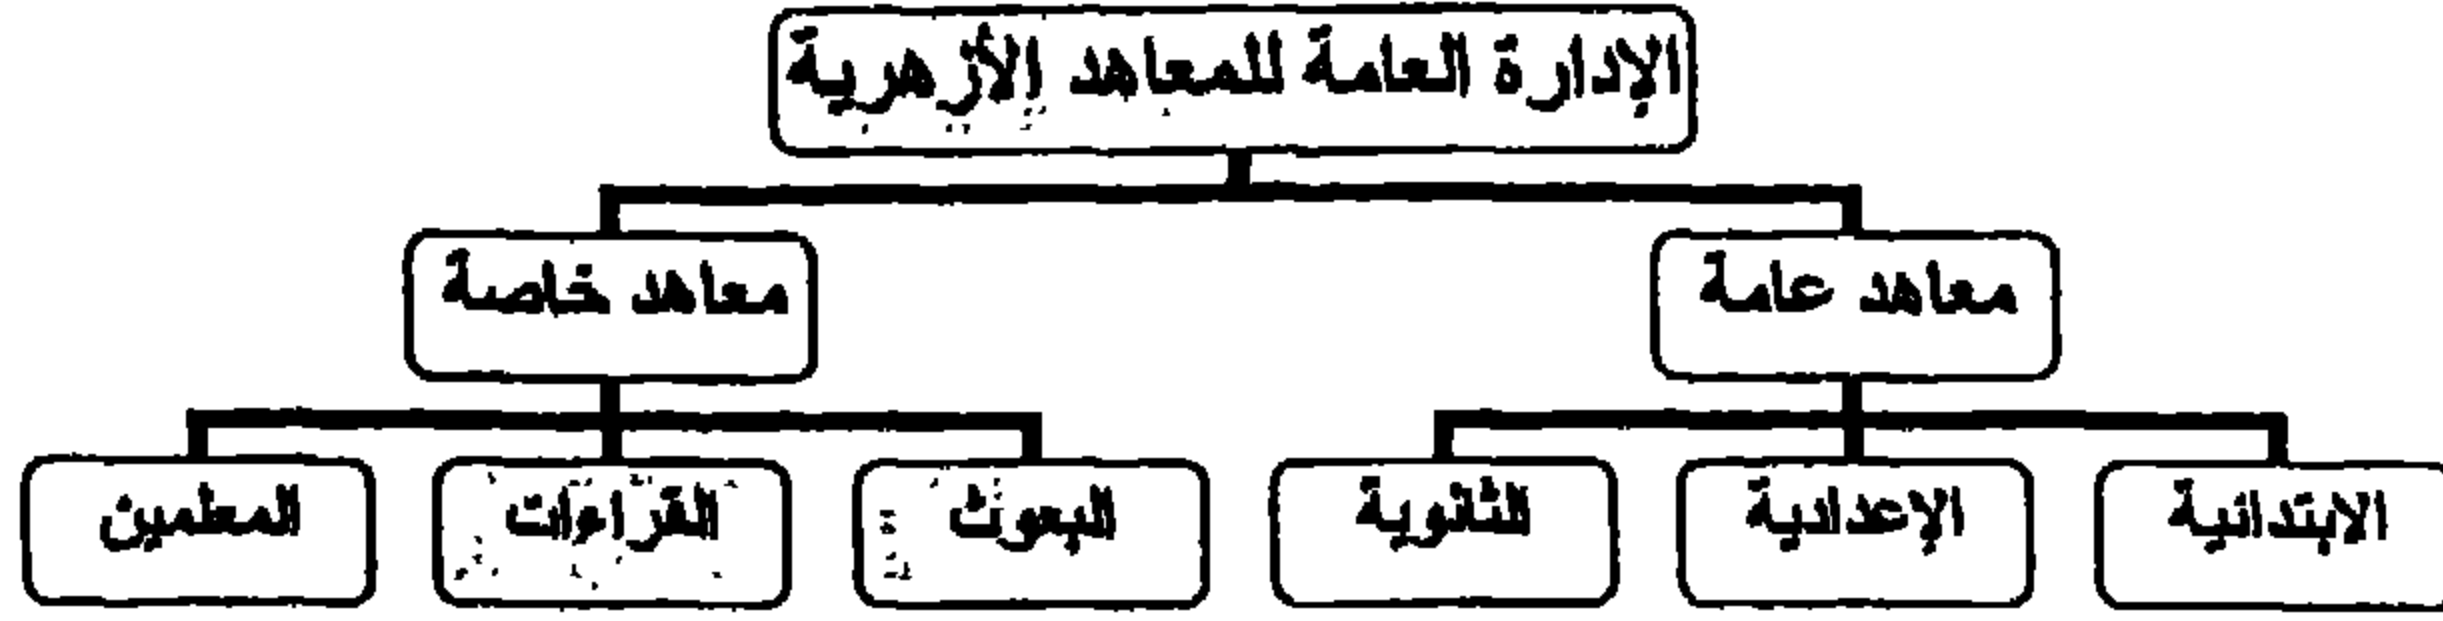 الإدارة العامة للمعاهد الأزهرية
معاهد عامة
معاهد خاصة
الابتدائية
الإعدادية
الثانوية
البعوث
القراءات
المعلمين